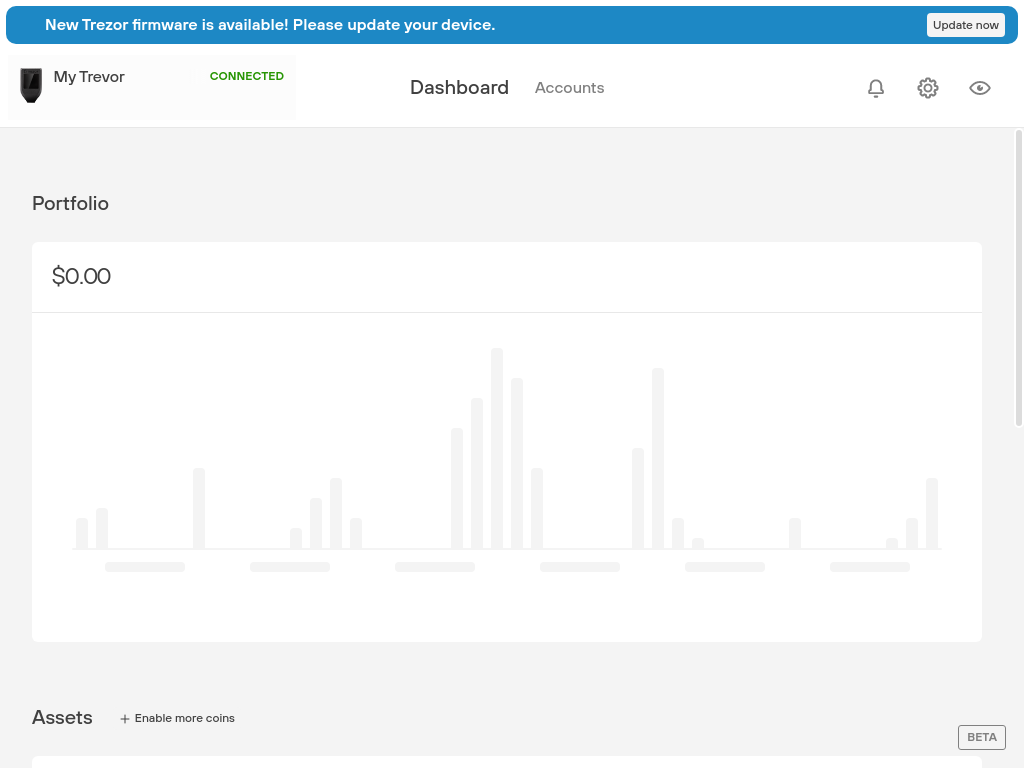 New Trezor firmware is available! Please update your device.
Update now
My Trevor
CONNECTED
Dashboard
Accounts
Portfolio
$0.00
Assets
+ Enable more coins
BETA